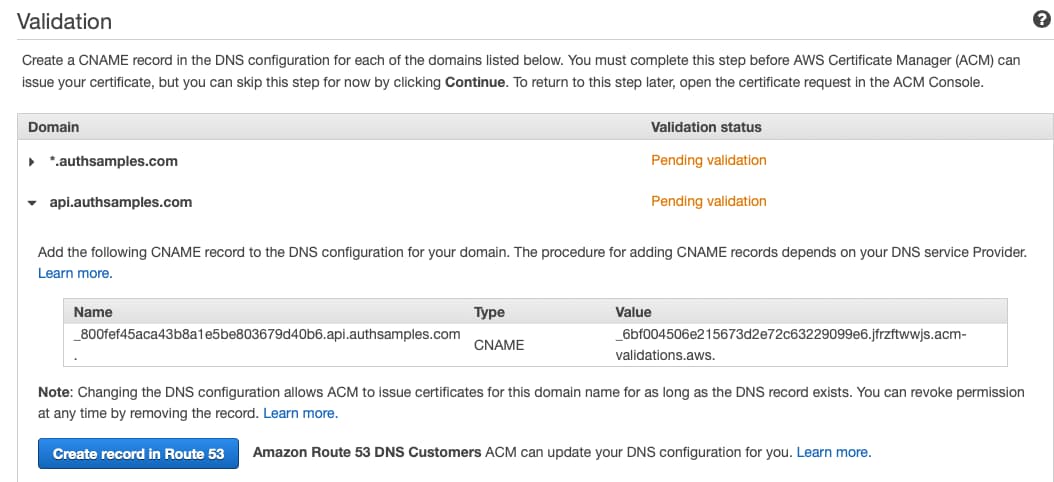 Validation
?
Create a CNAME record in the DNS configuration for each of the domains listed below. You must complete this step before AWS Certificate Manager (ACM) can
issue your certificate, but you can skip this step for now by clicking Continue. To return to this step later, open the certificate request in the ACM Console.
Domain Validation status
*.authsamples.com Pending validation
api.authsamples.com Pending validation
Add the following CNAME record to the DNS configuration for your domain. The procedure for adding CNAME records depends on your DNS service Provider.
Learn more.
Name Type Value
_800fef45aca43b8a1e5be803679d40b6.api.authsamples.com
.
CNAME
_6bf004506e215673d2e72c63229099e6.jfrzftwwjs.acm-
validations.aws.
Note: Changing the DNS configuration allows ACM to issue certificates for this domain name for as long as the DNS record exists. You can revoke permission
at any time by removing the record. Learn more.
Create record in Route 53 Amazon Route 53 DNS Customers ACM can update your DNS configuration for you. Learn more.